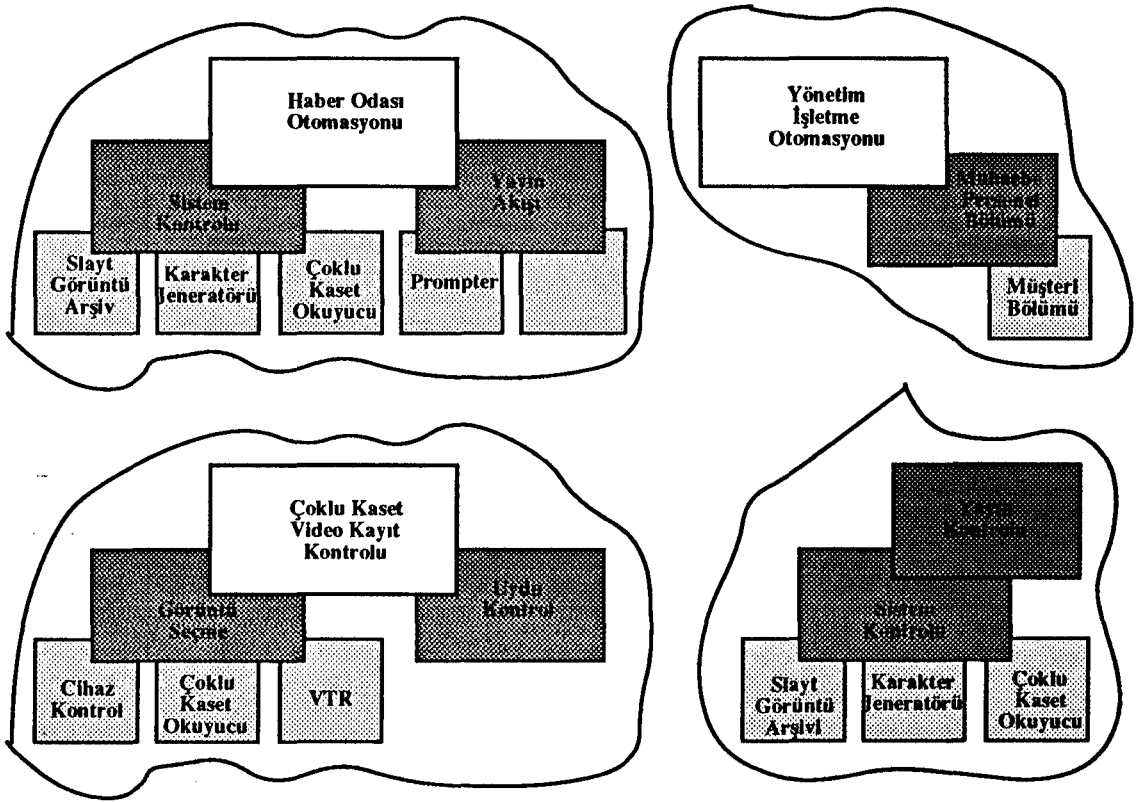 Haber Odası
Otomasyonu
Sistem
Kontrolu
Yayın
Akışı
Slayt
Görüntü
Arşiv
Karakter
Jeneratörü
Çoklu
Kaset
Okuyucu
Prompter
Yönetim
İşletme
Otomasyonu
Bölümü
Müşteri
Bölümü
Çoklu Kaset
Video Kayıt
Kontrolu
Görüntü
Seçme
Uydu
Kontrol
Cihaz
Kontrol
Çoklu
Kaset
Okuyucu
VTR
Yayın
Kontrolu
Sistem
Kontrolu
Slayt
Görüntü
Arşivi
Karakter
Jeneratörü
Çoklu
Kaset
Okuyucu